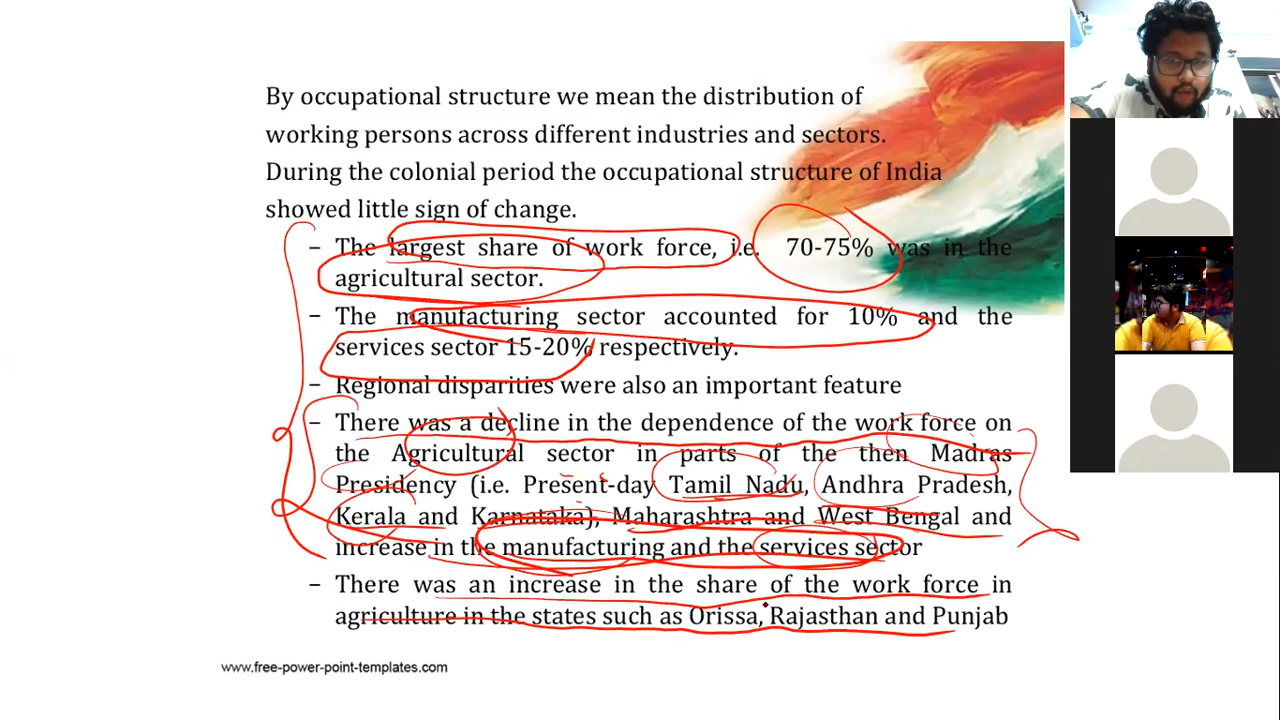 By occupational structure we mean the distribution of
working persons across different industries and sectors.
During the colonial period the occupational structure of India
showed little sign of change.
– The largest share of work force, i.e. 70-75% was in the
agricultural sector.
– The manufacturing sector accounted for 10% and the
services sector 15-20% respectively.
– Regional disparities were also an important feature
– There was a decline in the dependence of the work force on
the Agricultural sector in parts of the then Madras
Presidency (i.e. Present-day Tamil Nadu, Andhra Pradesh,
Kerala and Karnataka), Maharashtra and West Bengal and
increase in the manufacturing and the services sector
– There was an increase in the share of the work force in
agriculture in the states such as Orissa, Rajasthan and Punjab
www.free-power-point-templates.com